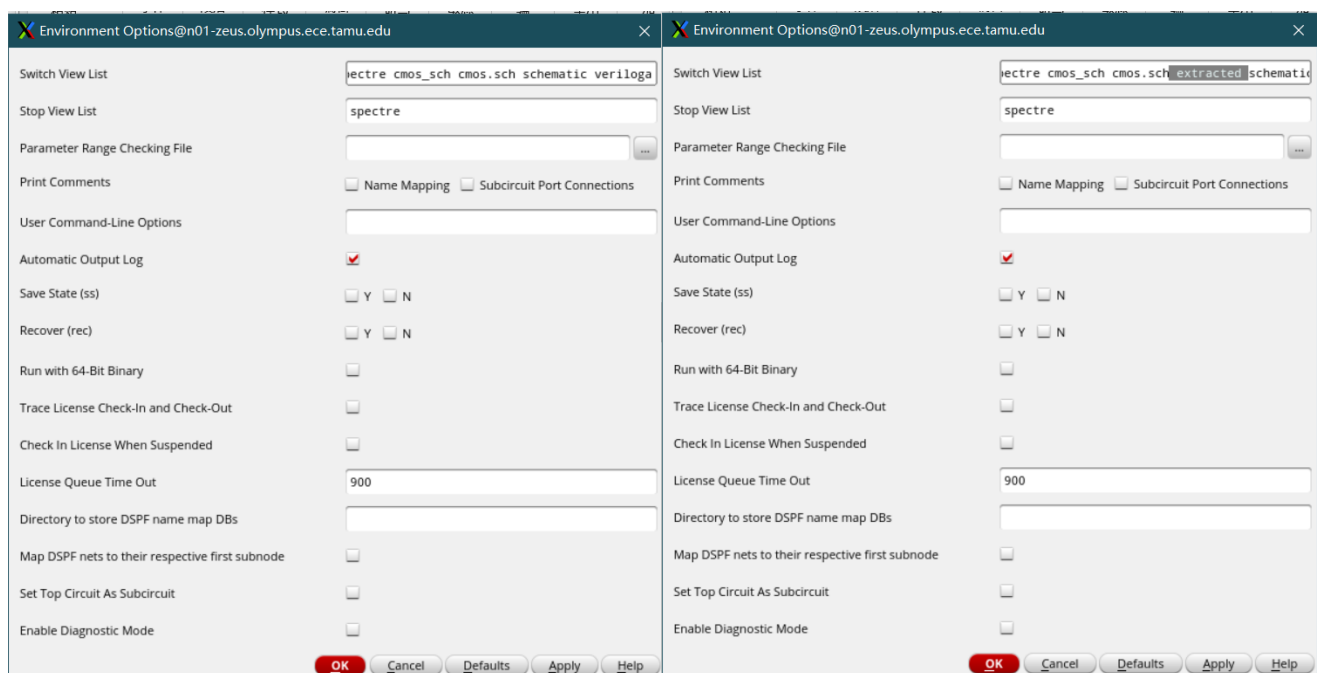 Environment Options@n01-zeus.olympus.ece.tamu.edu
Switch View List
ectre cmos_sch cmos.sch schematic veriloga
Stop View List
spectre
Parameter Range Checking File
...
Print Comments
Name Mapping Subcircuit Port Connections
User Command-Line Options
Automatic Output Log
Save State (ss)
Y N
Recover (rec)
Y N
Run with 64-Bit Binary
Trace License Check-In and Check-Out
Check In License When Suspended
License Queue Time Out
900
Directory to store DSPF name map DBs
Map DSPF nets to their respective first subnode
Set Top Circuit As Subcircuit
Enable Diagnostic Mode
OK Cancel Defaults Apply Help
Environment Options@n01-zeus.olympus.ece.tamu.edu
Switch View List
ectre cmos_sch cmos.sch extracted schematic
Stop View List
spectre
Parameter Range Checking File
...
Print Comments
Name Mapping Subcircuit Port Connections
User Command-Line Options
Automatic Output Log
Save State (ss)
Y N
Recover (rec)
Y N
Run with 64-Bit Binary
Trace License Check-In and Check-Out
Check In License When Suspended
License Queue Time Out
900
Directory to store DSPF name map DBs
Map DSPF nets to their respective first subnode
Set Top Circuit As Subcircuit
Enable Diagnostic Mode
OK Cancel Defaults Apply Help